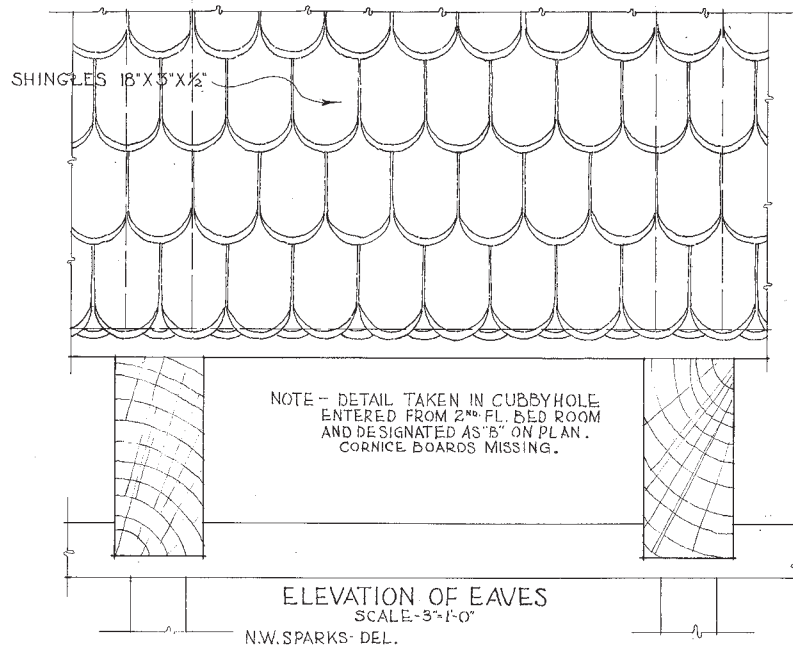 SHINGLES 18"X3"X½"
NOTE - DETAIL TAKEN IN CUBBYHOLE
ENTERED FROM 2ND. FL. BED ROOM
AND DESIGNATED AS "B" ON PLAN.
CORNICE BOARDS MISSING.
ELEVATION OF EAVES
SCALE-3"=1'-0"
N.W. SPARKS- DEL.